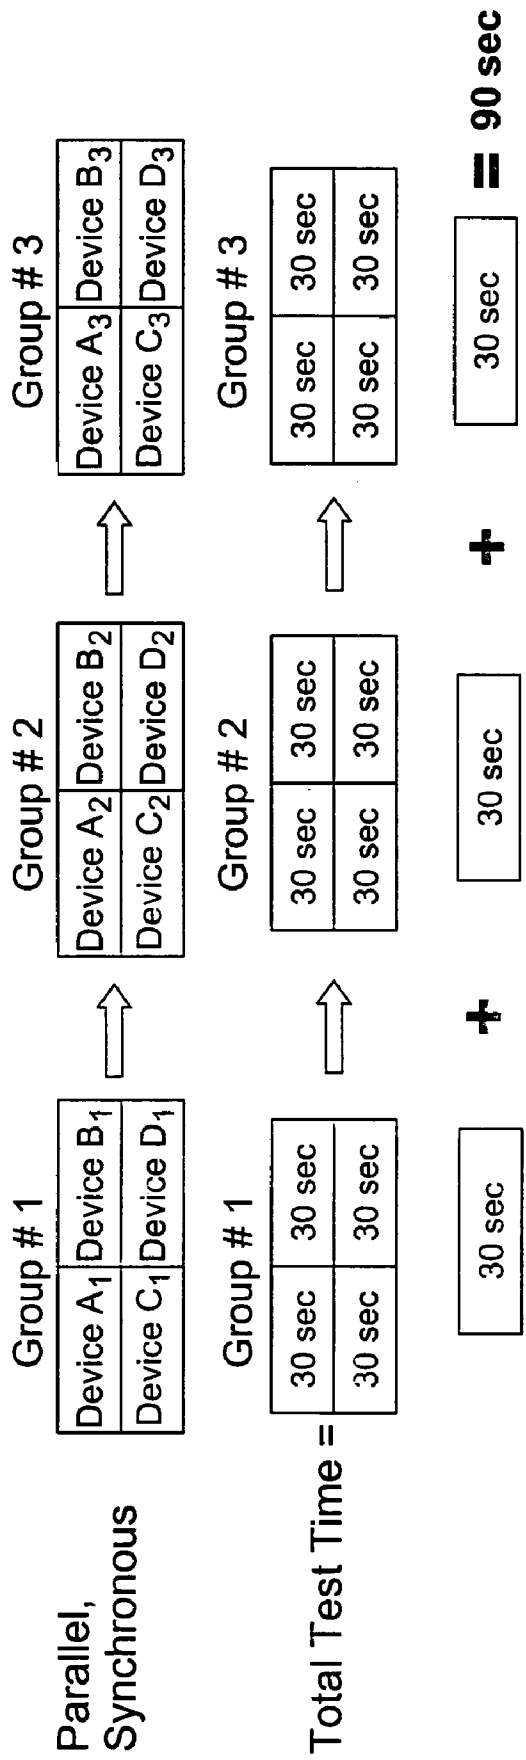 Parallel,
Synchronous
Group # 1 Group # 2 Group # 3
Device A1 Device B1 Device A2 Device B2 Device A3 Device B3
Device C1 Device D1 Device C2 Device D2 Device C3 Device D3
Group # 1 Group # 2 Group # 3
30 sec 30 sec 30 sec 30 sec 30 sec 30 sec
Total Test Time =
30 sec 30 sec 30 sec 30 sec 30 sec 30 sec
30 sec + 30 sec + 30 sec = 90 sec